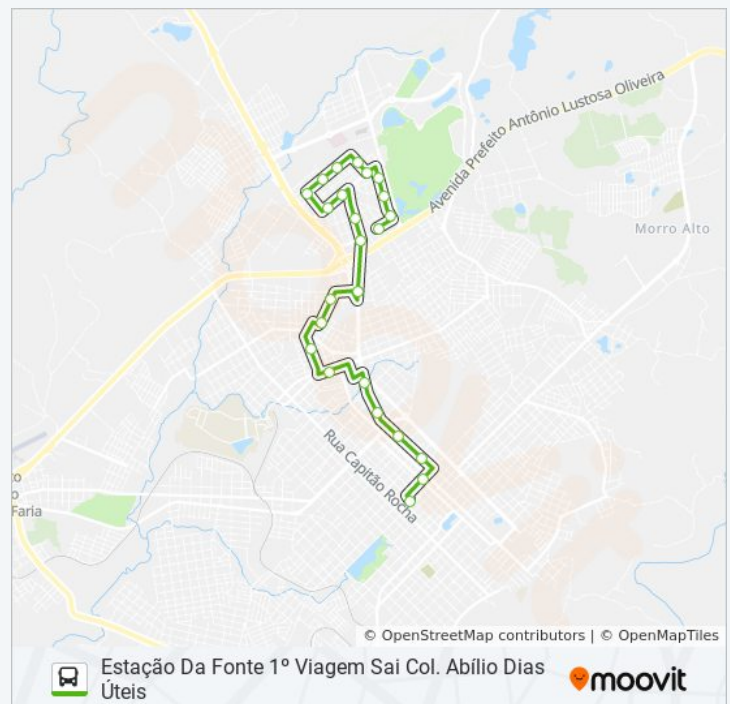 Avenida Prefeito Antônio Lustosa Oliveira
Morro Alto
Rua Capitão Rocha
to
o
Faria
© OpenStreetMap contributors | © OpenMapTiles
Estação Da Fonte 1º Viagem Sai Col. Abílio Dias
Úteis
moovit